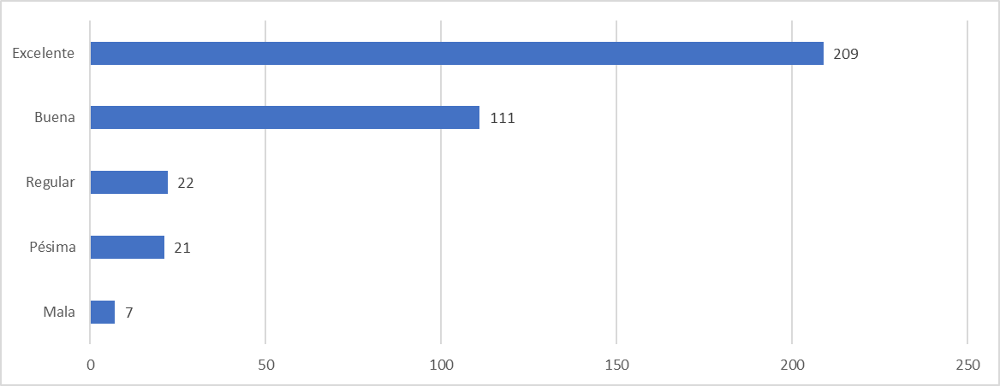 Excelente 209
Buena 111
Regular 22
Pésima 21
Mala 7
0 50 100 150 200 250